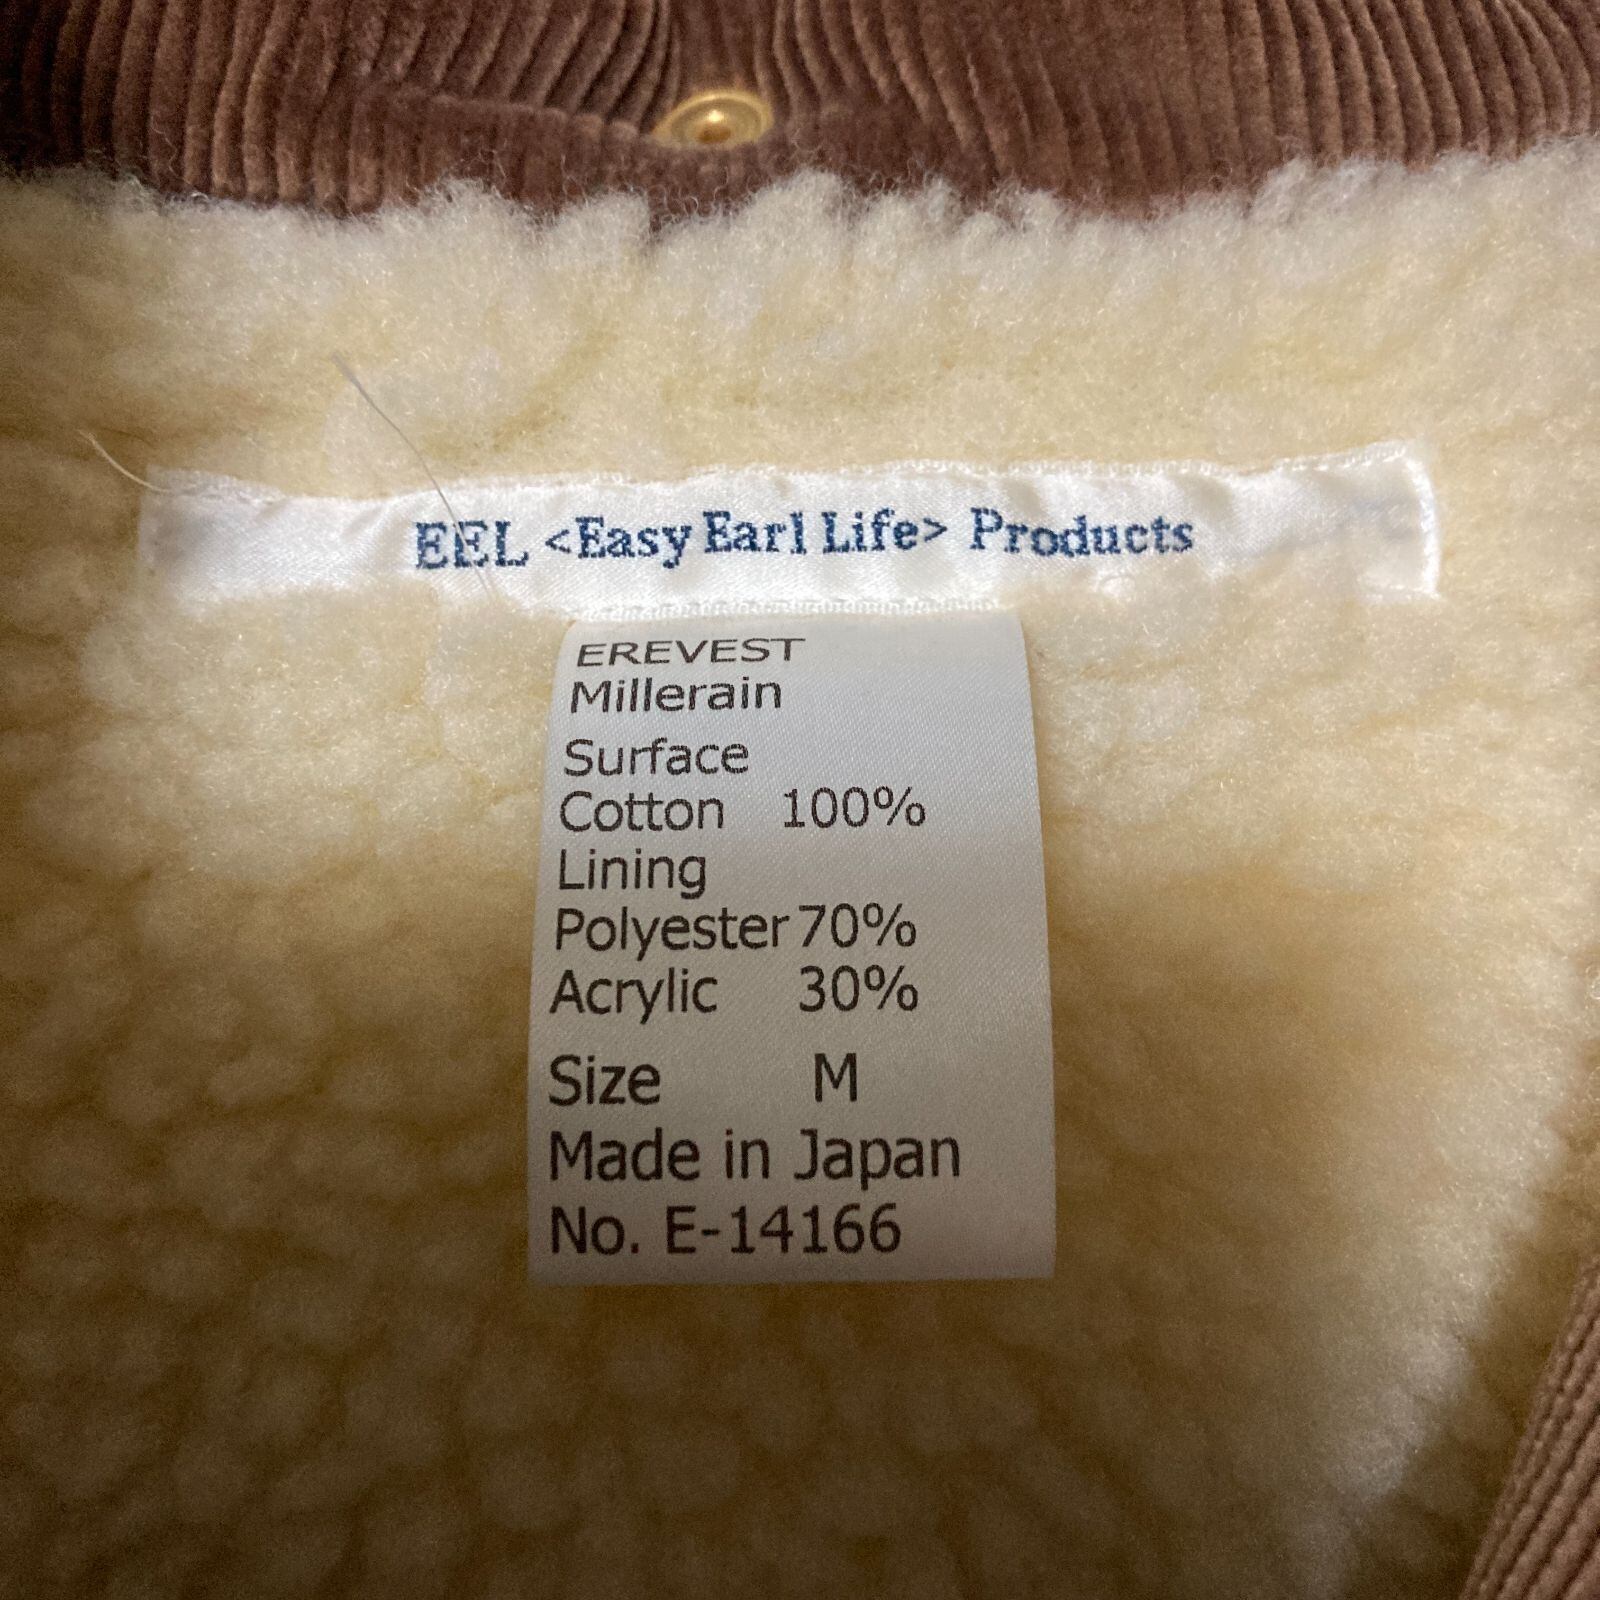 EEL <Easy Earl Life> Products
EREVEST
Millerain
Surface
Cotton 100%
Lining
Polyester 70%
Acrylic 30%
Size M
Made in Japan
No. E-14166